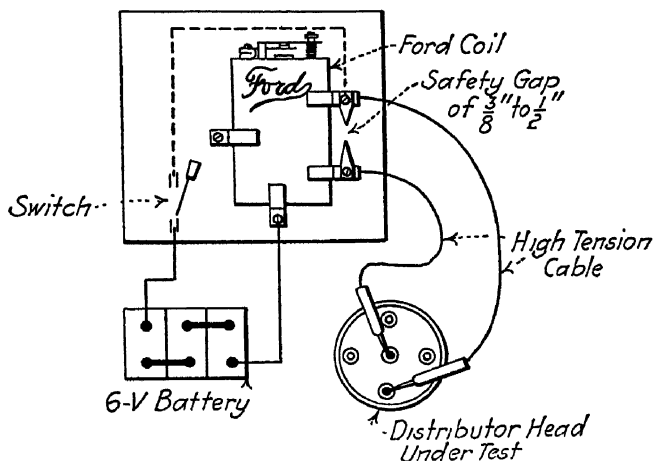 Ford Coil
Ford
Safety Gap
of 3/8" to 1/2"
Switch
High Tension
Cable
6-V Battery
Distributor Head
Under Test